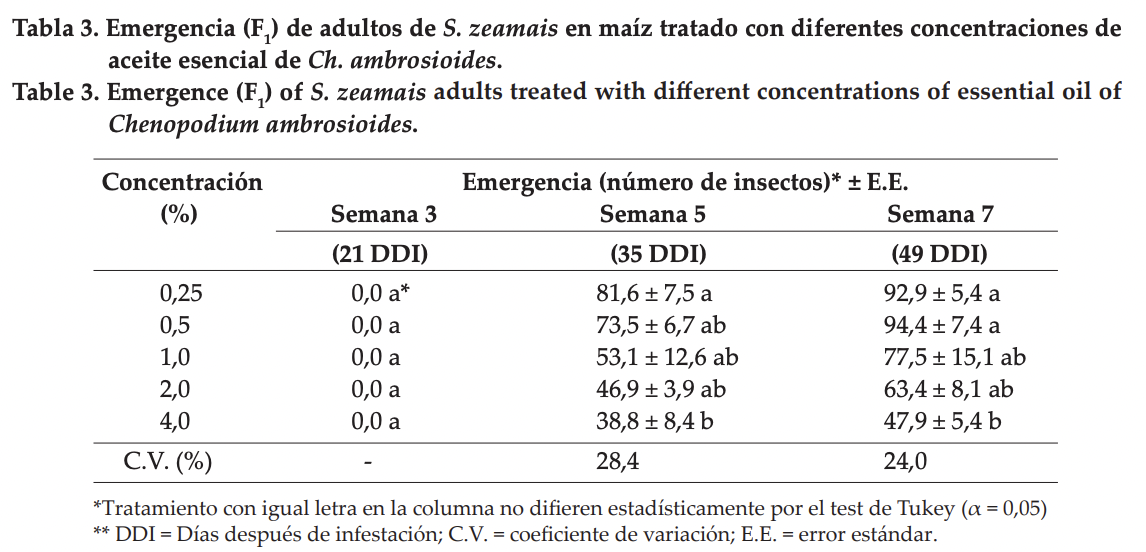 Tabla 3. Emergencia (F1) de adultos de S. zeamais en maíz tratado con diferentes concentraciones de
aceite esencial de Ch. ambrosioides.
Table 3. Emergence (F1) of S. zeamais adults treated with different concentrations of essential oil of
Chenopodium ambrosioides.
Concentración Emergencia (número de insectos)* ± E.E.
(%) Semana 3 Semana 5 Semana 7
(21 DDI) (35 DDI) (49 DDI)
0,25 0,0 a* 81,6 ± 7,5 a 92,9 ± 5,4 a
0,5 0,0 a 73,5 ± 6,7 ab 94,4 ± 7,4 a
1,0 0,0 a 53,1 ± 12,6 ab 77,5 ± 15,1 ab
2,0 0,0 a 46,9 ± 3,9 ab 63,4 ± 8,1 ab
4,0 0,0 a 38,8 ± 8,4 b 47,9 ± 5,4 b
C.V. (%) - 28,4 24,0
*Tratamiento con igual letra en la columna no difieren estadísticamente por el test de Tukey (α = 0,05)
** DDI = Días después de infestación; C.V. = coeficiente de variación; E.E. = error estándar.